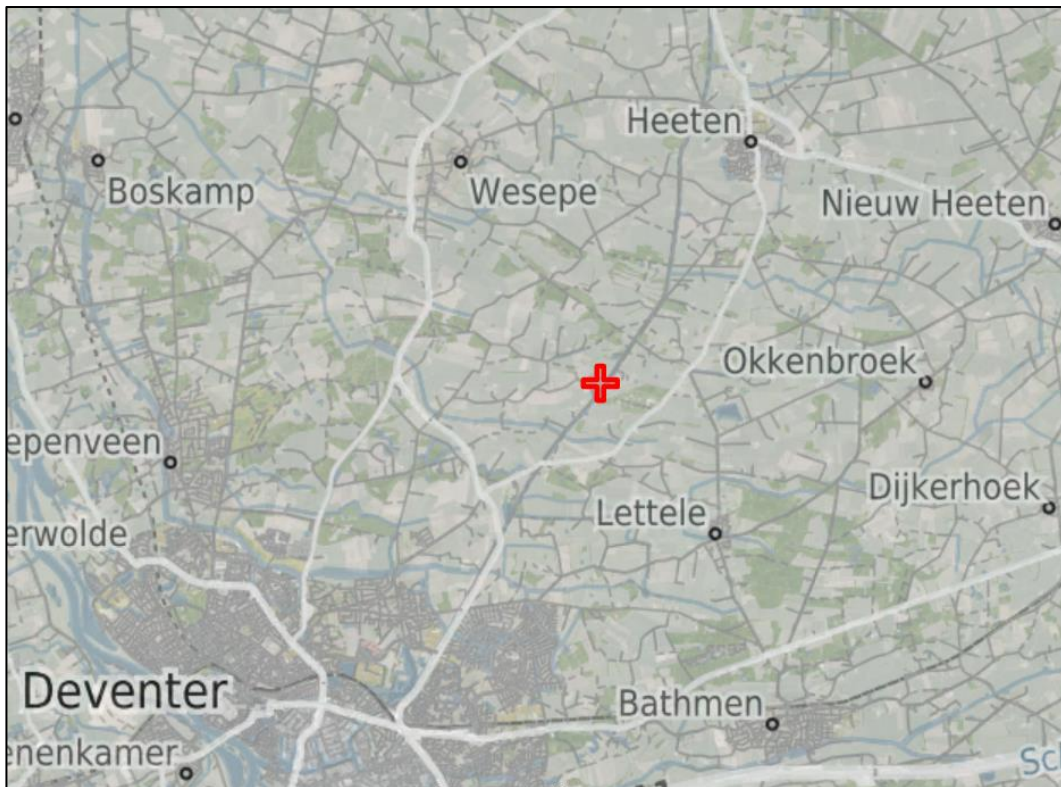 Heeten
Boskamp
Wesepe
Nieuw Heeten
Okkenbroek
epenveen
Dijkerhoek
Lettele
erwolde
Deventer
Bathmen
enenkamer
Sc